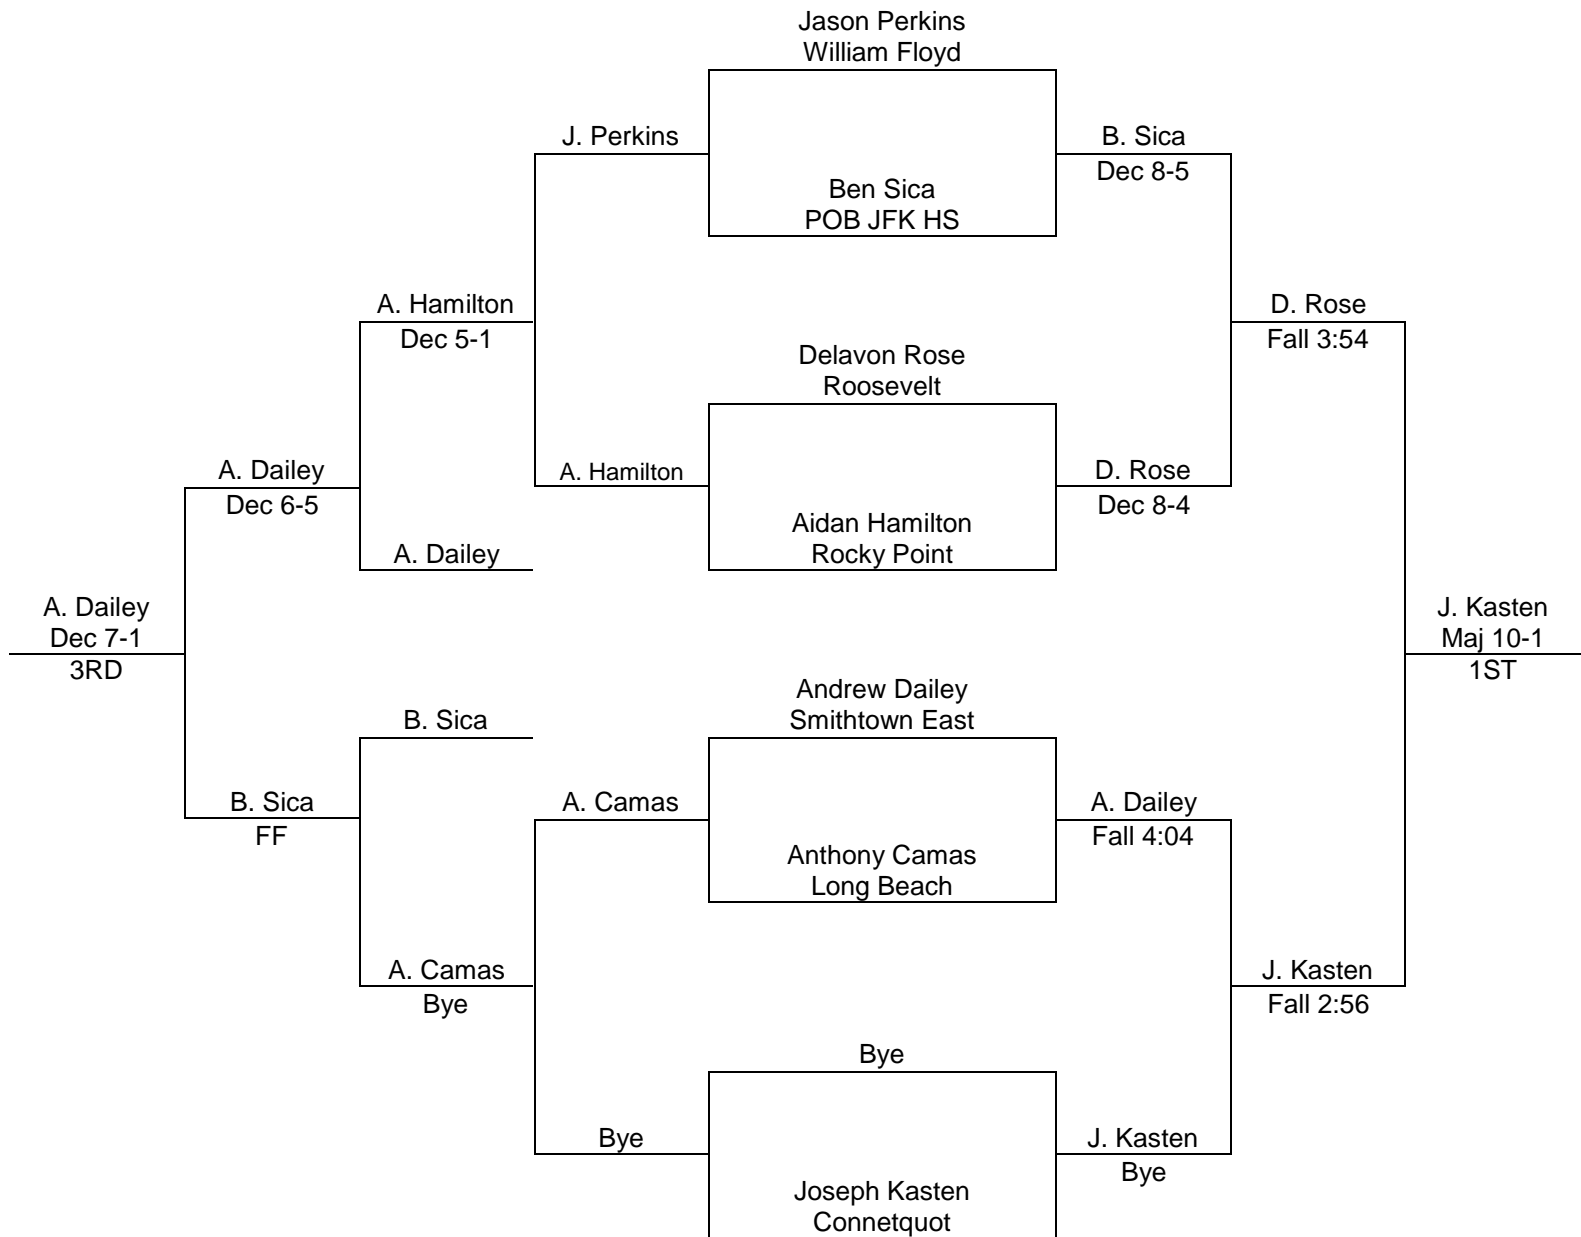 Jason Perkins
William Floyd
J. Perkins
B. Sica
Dec 8-5
Ben Sica
POB JFK HS
A. Hamilton
Dec 5-1
D. Rose
Fall 3:54
Delavon Rose
Roosevelt
A. Dailey
Dec 6-5
A. Hamilton
D. Rose
Dec 8-4
Aidan Hamilton
Rocky Point
A. Dailey
A. Dailey
Dec 7-1
3RD
J. Kasten
Maj 10-1
1ST
Andrew Dailey
Smithtown East
B. Sica
B. Sica
FF
A. Camas
A. Dailey
Fall 4:04
Anthony Camas
Long Beach
A. Camas
Bye
J. Kasten
Fall 2:56
Bye
Bye
J. Kasten
Bye
Joseph Kasten
Connetquot